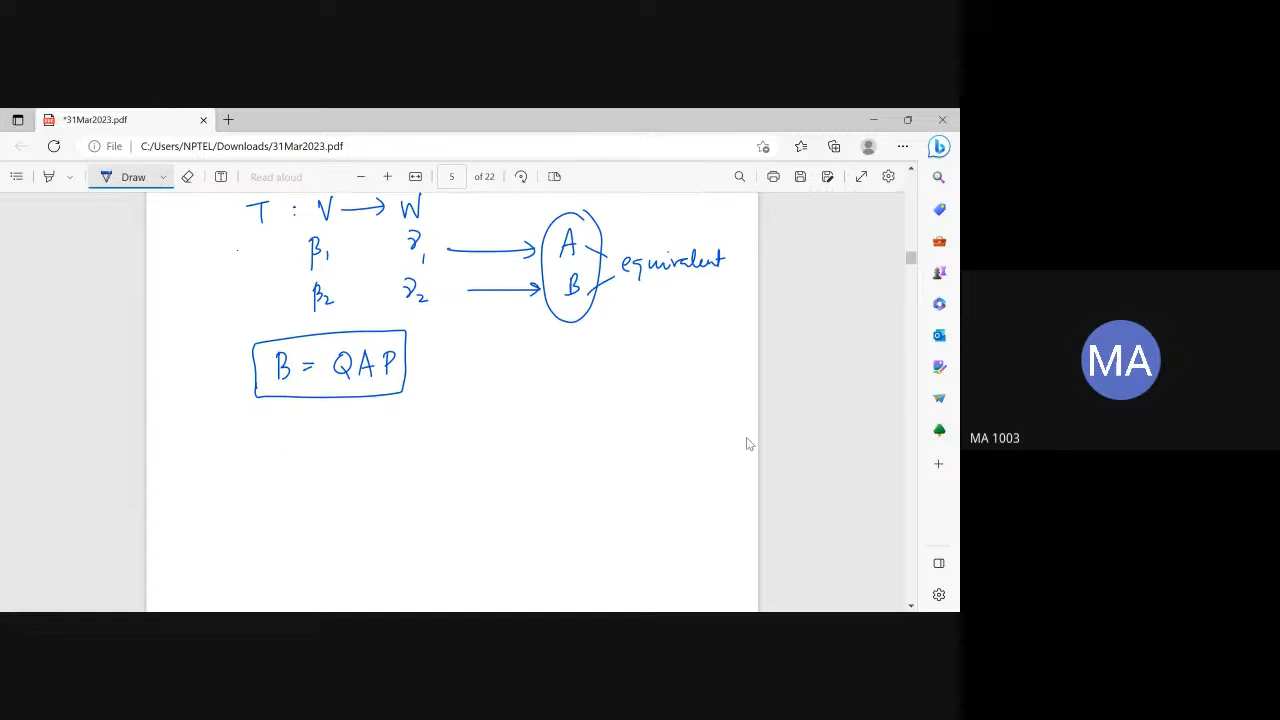 *31Mar2023.pdf
File C:/Users/NPTEL/Downloads/31Mar2023.pdf
Draw Read aloud 5 of 22
T : V → W
β₁ γ₁ → A
equivalent
β₂ γ₂ → B
B = QAP
MA
MA 1003